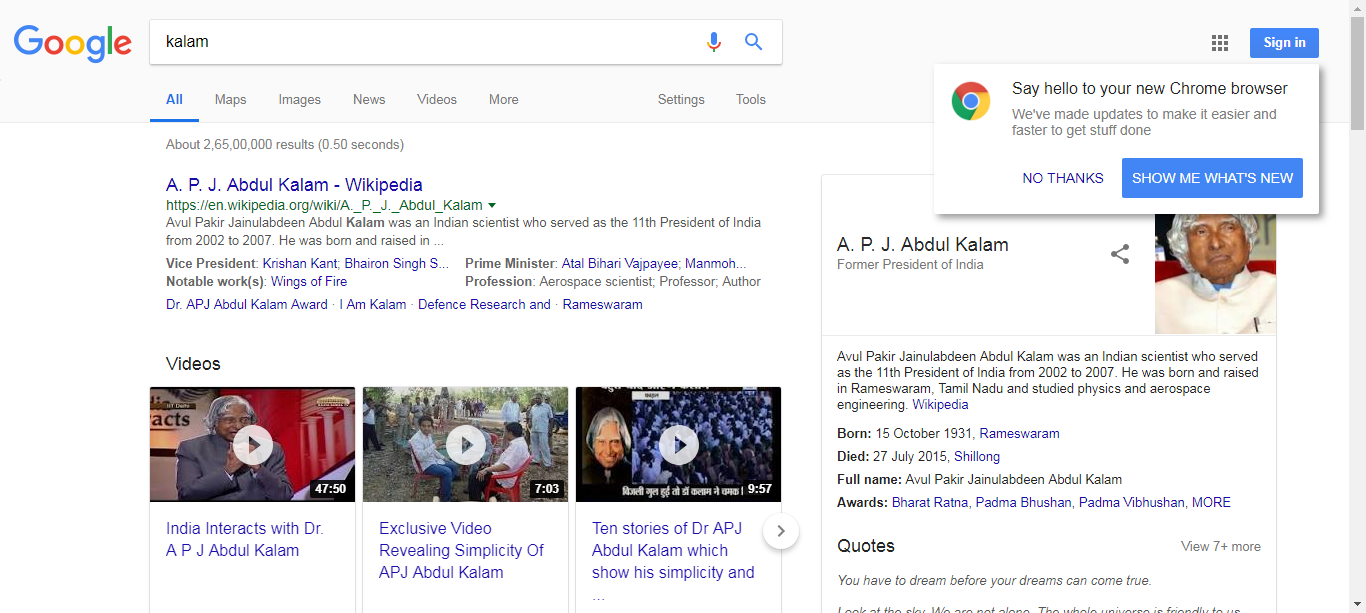 Google
kalam
Sign in
All Maps Images News Videos More Settings Tools
Say hello to your new Chrome browser
We've made updates to make it easier and
faster to get stuff done
NO THANKS SHOW ME WHAT'S NEW
About 2,65,00,000 results (0.50 seconds)
A. P. J. Abdul Kalam - Wikipedia
https://en.wikipedia.org/wiki/A._P._J._Abdul_Kalam
Avul Pakir Jainulabdeen Abdul Kalam was an Indian scientist who served as the 11th President of India
from 2002 to 2007. He was born and raised in ...
Vice President: Krishan Kant; Bhairon Singh S... Prime Minister: Atal Bihari Vajpayee; Manmoh...
Notable work(s): Wings of Fire Profession: Aerospace scientist; Professor; Author
Dr. APJ Abdul Kalam Award · I Am Kalam · Defence Research and · Rameswaram
Videos
IIT Delhi
acts
47:50
India Interacts with Dr.
A P J Abdul Kalam
7:03
Exclusive Video
Revealing Simplicity Of
APJ Abdul Kalam
बिजली गुल हुई तो डॉ कलाम ने चमक।
9:57
Ten stories of Dr APJ
Abdul Kalam which
show his simplicity and
...
A. P. J. Abdul Kalam
Former President of India
Avul Pakir Jainulabdeen Abdul Kalam was an Indian scientist who served
as the 11th President of India from 2002 to 2007. He was born and raised
in Rameswaram, Tamil Nadu and studied physics and aerospace
engineering. Wikipedia
Born: 15 October 1931, Rameswaram
Died: 27 July 2015, Shillong
Full name: Avul Pakir Jainulabdeen Abdul Kalam
Awards: Bharat Ratna, Padma Bhushan, Padma Vibhushan, MORE
Quotes View 7+ more
You have to dream before your dreams can come true.
Look at the sky. We are not alone. The whole universe is friendly to us